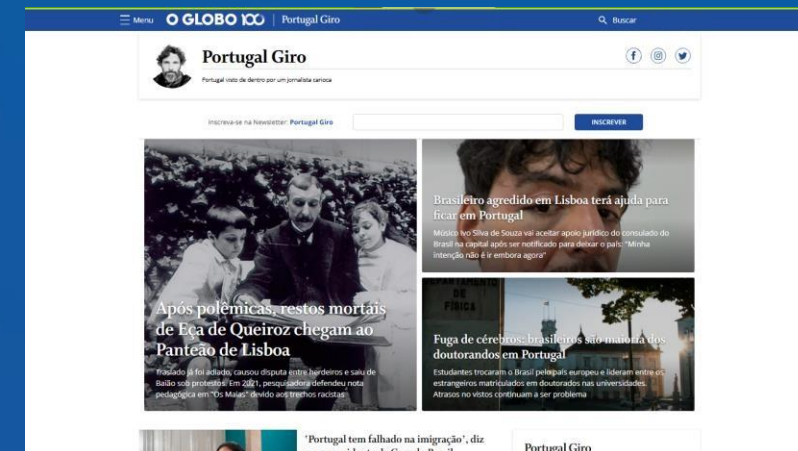 Menu O GLOBO 100 | Portugal Giro Buscar
Portugal Giro
Portugal visto de dentro por um jornalista carioca
Inscreva-se na Newsletter: Portugal Giro INSCREVER
Após polêmicas, restos mortais
de Eça de Queiroz chegam ao
Panteão de Lisboa
Traslado já foi adiado, causou disputa entre herdeiros e saiu de
Baião sob protestos. Em 2021, pesquisadora defendeu nota
pedagógica em "Os Maias" devido aos trechos racistas
Brasileiro agredido em Lisboa terá ajuda para
ficar em Portugal
Músico Ivo Silva de Souza vai aceitar apoio jurídico do consulado do
Brasil na capital após ser notificado para deixar o país: "Minha
intenção não é ir embora agora"
DEPARTAMENTO
DE
FÍSICA
Fuga de cérebros: brasileiros são maioria dos
doutorandos em Portugal
Estudantes trocaram o Brasil pelo país europeu e lideram entre os
estrangeiros matriculados em doutorados nas universidades.
Atrasos no vistos continuam a ser problema
'Portugal tem falhado na imigração', diz
Portugal Giro